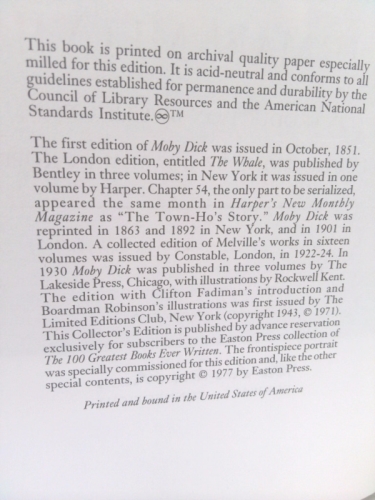 This book is printed on archival quality paper especially
milled for this edition. It is acid-neutral and conforms to all
guidelines established for permanence and durability by the
Council of Library Resources and the American National
Standards Institute.♾™
The first edition of Moby Dick was issued in October, 1851.
The London edition, entitled The Whale, was published by
Bentley in three volumes; in New York it was issued in one
volume by Harper. Chapter 54, the only part to be serialized,
appeared the same month in Harper's New Monthly
Magazine as “The Town-Ho's Story.” Moby Dick was
reprinted in 1863 and 1892 in New York, and in 1901 in
London. A collected edition of Melville's works in sixteen
volumes was issued by Constable, London, in 1922-24. In
1930 Moby Dick was published in three volumes by The
Lakeside Press, Chicago, with illustrations by Rockwell Kent.
The edition with Clifton Fadiman's introduction and
Boardman Robinson's illustrations was first issued by The
Limited Editions Club, New York (copyright 1943, © 1971).
This Collector's Edition is published by advance reservation
exclusively for subscribers to the Easton Press collection of
The 100 Greatest Books Ever Written. The frontispiece portrait
was specially commissioned for this edition and, like the other
special contents, is copyright © 1977 by Easton Press.
Printed and bound in the United States of America